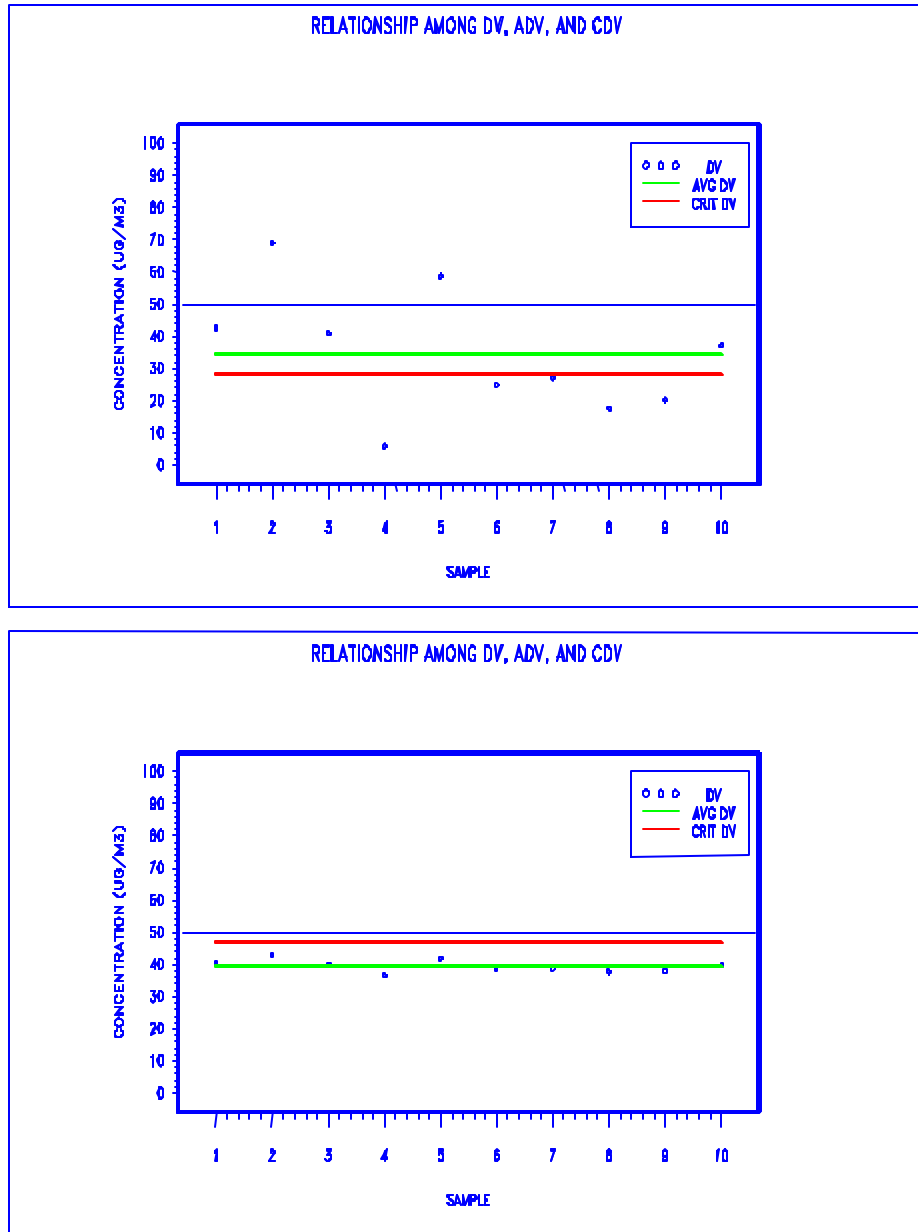 RELATIONSHIP AMONG DV, ADV, AND CDV
CONCENTRATION (UG/M3)
100
90
80
70
60
50
40
30
20
10
0
DV
AVG DV
CRIT DV
1 2 3 4 5 6 7 8 9 10
SAMPLE
RELATIONSHIP AMONG DV, ADV, AND CDV
CONCENTRATION (UG/M3)
100
90
80
70
60
50
40
30
20
10
0
DV
AVG DV
CRIT DV
1 2 3 4 5 6 7 8 9 10
SAMPLE